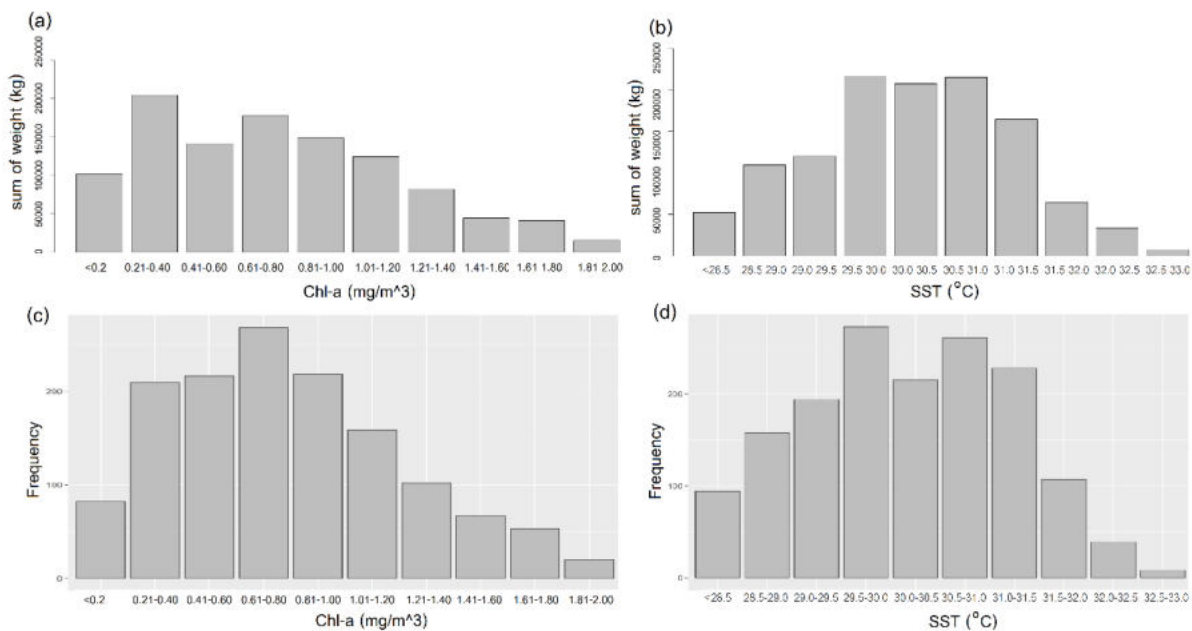 (a)
sum of weight (kg)
0 50000 100000 150000 200000 250000
<0.2 0.21-0.40 0.41-0.60 0.61-0.80 0.81-1.00 1.01-1.20 1.21-1.40 1.41-1.60 1.61 1.80 1.81 2.00
Chl-a (mg/m^3)
(b)
sum of weight (kg)
0 50000 100000 150000 200000 250000
<28.5 28.5 29.0 29.0 29.5 29.5 30.0 30.0 30.5 30.5 31.0 31.0 31.5 31.5 32.0 32.0 32.5 32.5 33.0
SST (°C)
(c)
Frequency
0 100 200
<0.2 0.21-0.40 0.41-0.60 0.61-0.80 0.81-1.00 1.01-1.20 1.21-1.40 1.41-1.60 1.61-1.80 1.81-2.00
Chl-a (mg/m^3)
(d)
Frequency
0 100 200
<28.5 28.5-29.0 29.0-29.5 29.5-30.0 30.0-30.5 30.5-31.0 31.0-31.5 31.5-32.0 32.0-32.5 32.5-33.0
SST (°C)